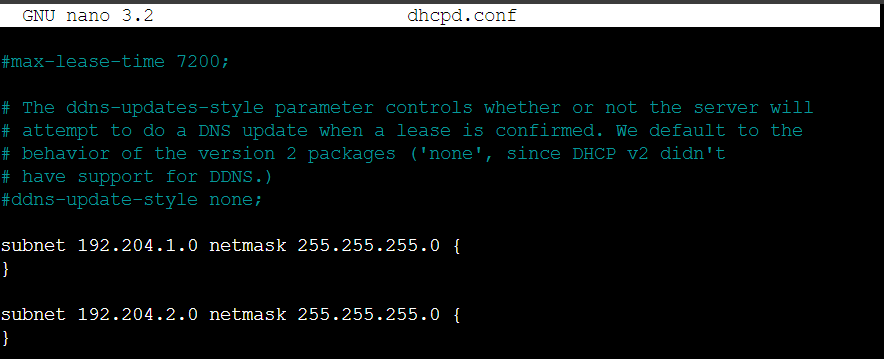 GNU nano 3.2 dhcpd.conf
#max-lease-time 7200;
# The ddns-updates-style parameter controls whether or not the server will
# attempt to do a DNS update when a lease is confirmed. We default to the
# behavior of the version 2 packages ('none', since DHCP v2 didn't
# have support for DDNS.)
#ddns-update-style none;
subnet 192.204.1.0 netmask 255.255.255.0 {
}
subnet 192.204.2.0 netmask 255.255.255.0 {
}